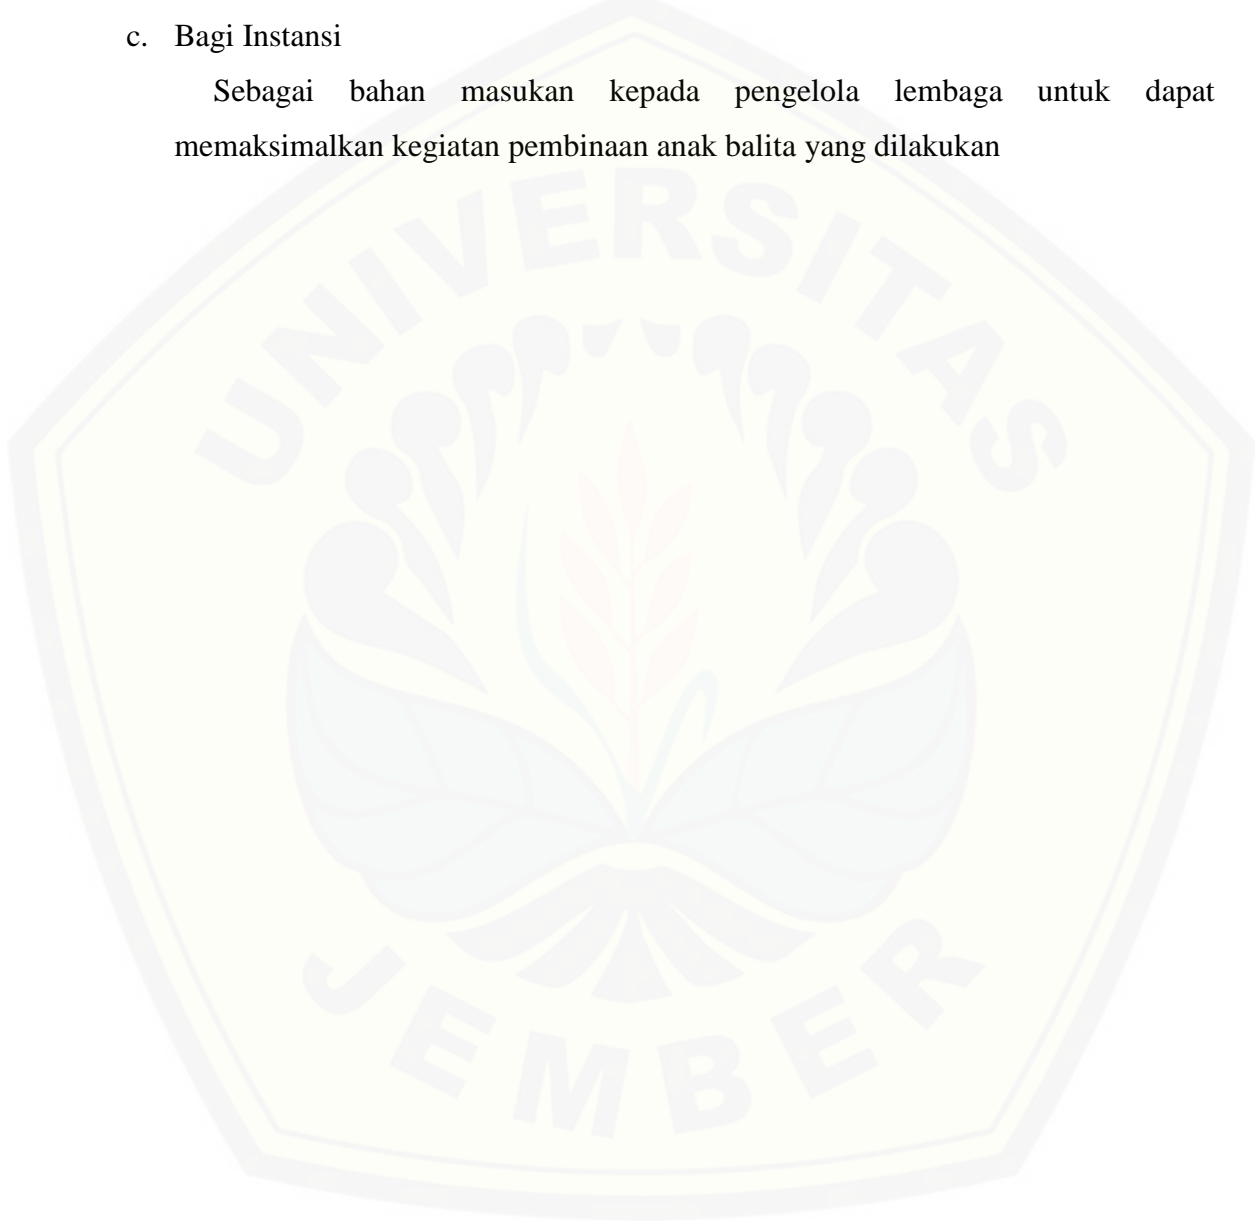 c. Bagi Instansi
Sebagai bahan masukan kepada pengelola lembaga untuk dapat
memaksimalkan kegiatan pembinaan anak balita yang dilakukan
UNIVERSITAS
JEMBER